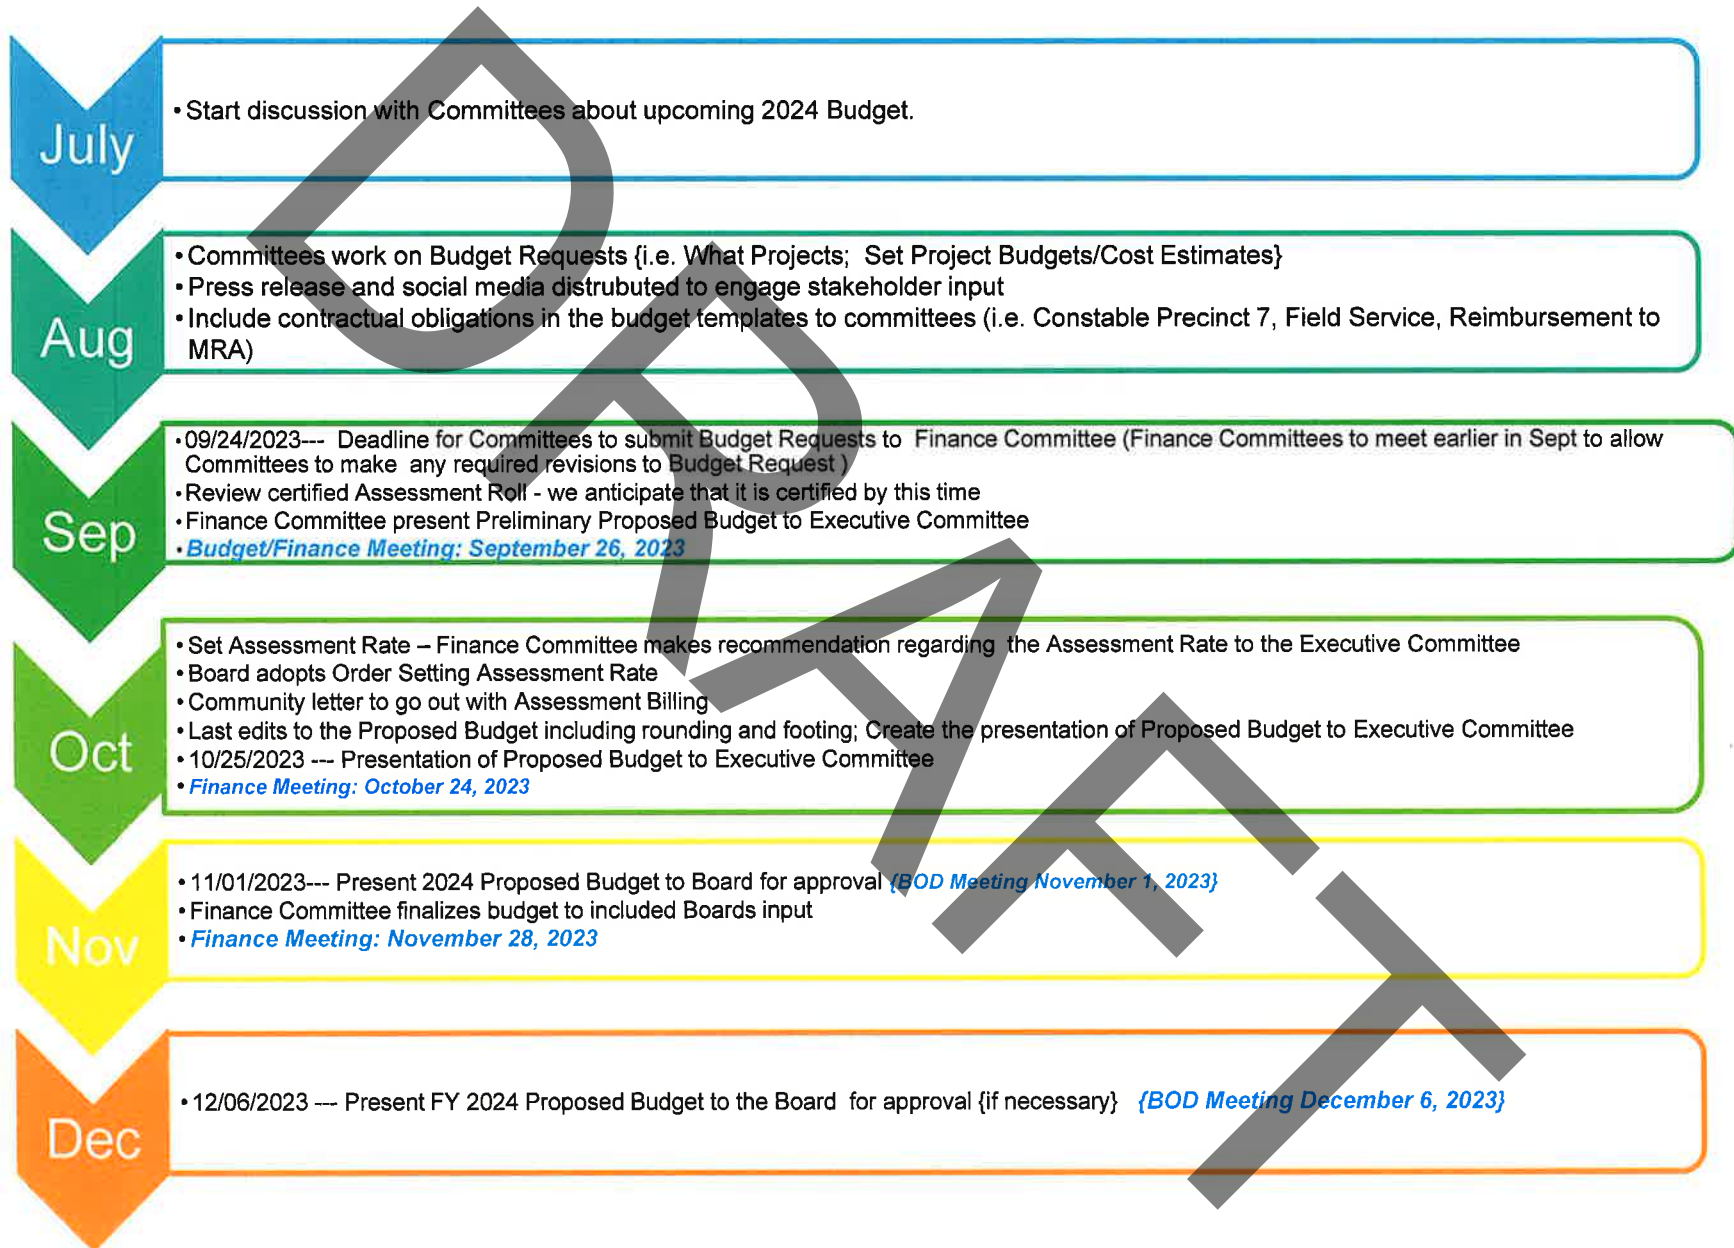 July
• Start discussion with Committees about upcoming 2024 Budget.
Aug
• Committees work on Budget Requests {i.e. What Projects; Set Project Budgets/Cost Estimates}
• Press release and social media distrubuted to engage stakeholder input
• Include contractual obligations in the budget templates to committees (i.e. Constable Precinct 7, Field Service, Reimbursement to
MRA)
Sep
• 09/24/2023--- Deadline for Committees to submit Budget Requests to Finance Committee (Finance Committees to meet earlier in Sept to allow
Committees to make any required revisions to Budget Request )
• Review certified Assessment Roll - we anticipate that it is certified by this time
• Finance Committee present Preliminary Proposed Budget to Executive Committee
• Budget/Finance Meeting: September 26, 2023
Oct
• Set Assessment Rate – Finance Committee makes recommendation regarding the Assessment Rate to the Executive Committee
• Board adopts Order Setting Assessment Rate
• Community letter to go out with Assessment Billing
• Last edits to the Proposed Budget including rounding and footing; Create the presentation of Proposed Budget to Executive Committee
• 10/25/2023 --- Presentation of Proposed Budget to Executive Committee
• Finance Meeting: October 24, 2023
Nov
• 11/01/2023--- Present 2024 Proposed Budget to Board for approval {BOD Meeting November 1, 2023}
• Finance Committee finalizes budget to included Boards input
• Finance Meeting: November 28, 2023
Dec
• 12/06/2023 --- Present FY 2024 Proposed Budget to the Board for approval {if necessary} {BOD Meeting December 6, 2023}
DRAFT